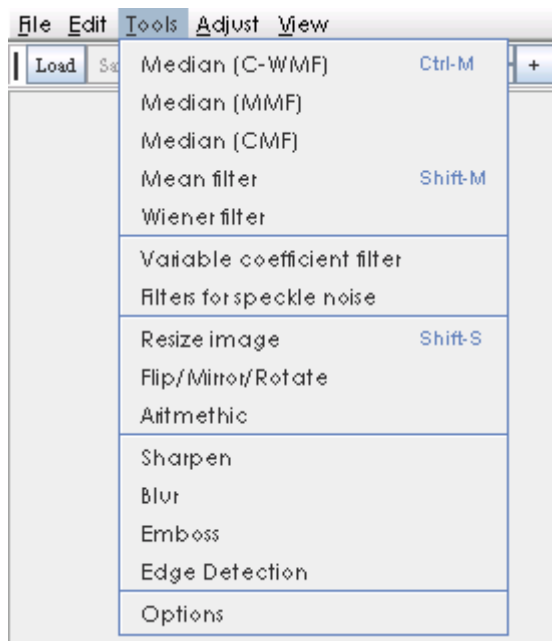 File Edit Tools Adjust View
Load +
Median (C-WMF) Ctrl-M
Median (MMF)
Median (CMF)
Mean filter Shift-M
Wiener filter
Variable coefficient filter
Filters for speckle noise
Resize image Shift-S
Flip/Mirror/Rotate
Aritmethic
Sharpen
Blur
Emboss
Edge Detection
Options